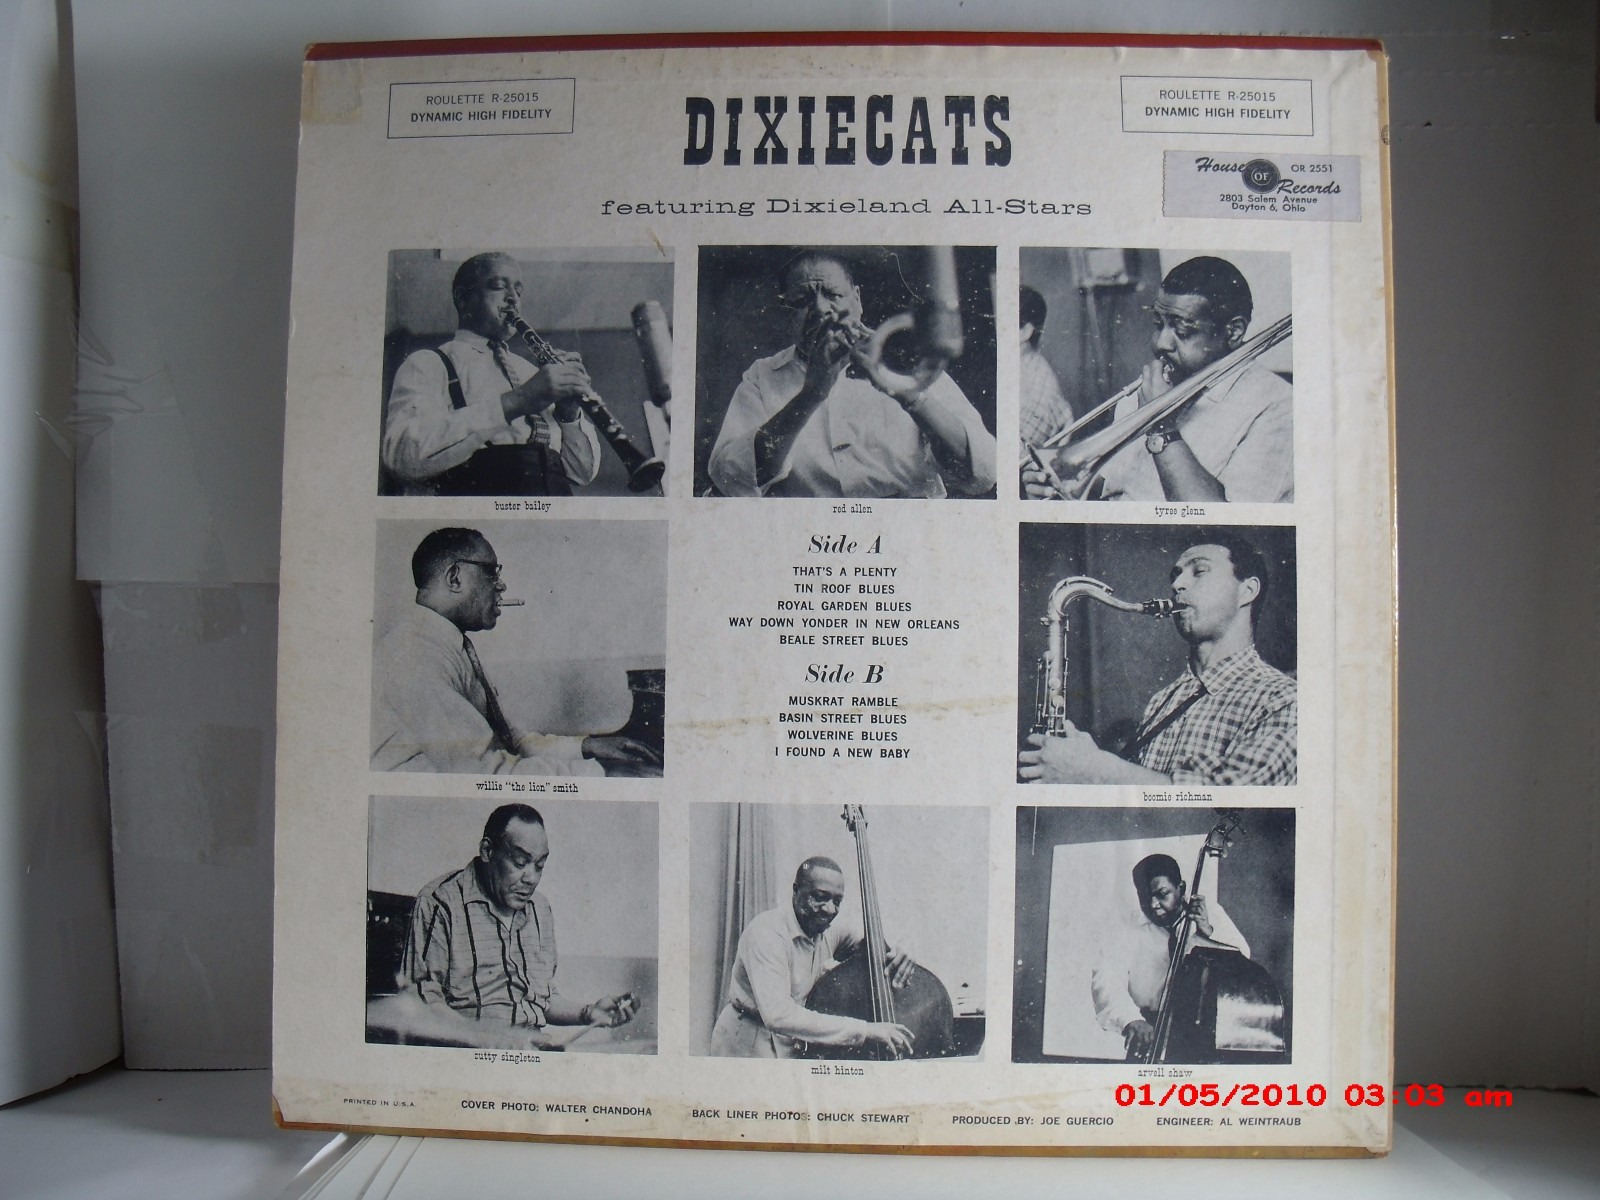 ROULETTE R-25015
DYNAMIC HIGH FIDELITY
DIXIECATS
ROULETTE R-25015
DYNAMIC HIGH FIDELITY
House OF Records
OR 2551
2803 Salem Avenue
Dayton 6, Ohio
featuring Dixieland All-Stars
buster bailey
red allen
tyree glenn
Side A
THAT'S A PLENTY
TIN ROOF BLUES
ROYAL GARDEN BLUES
WAY DOWN YONDER IN NEW ORLEANS
BEALE STREET BLUES
Side B
MUSKRAT RAMBLE
BASIN STREET BLUES
WOLVERINE BLUES
I FOUND A NEW BABY
willie "the lion" smith
boomie richman
zutty singleton
milt hinton
arvell shaw
PRINTED IN U.S.A.
COVER PHOTO: WALTER CHANDOHA
BACK LINER PHOTOS: CHUCK STEWART
PRODUCED BY: JOE GUERCIO
ENGINEER: AL WEINTRAUB
01/05/2010 03:03 am